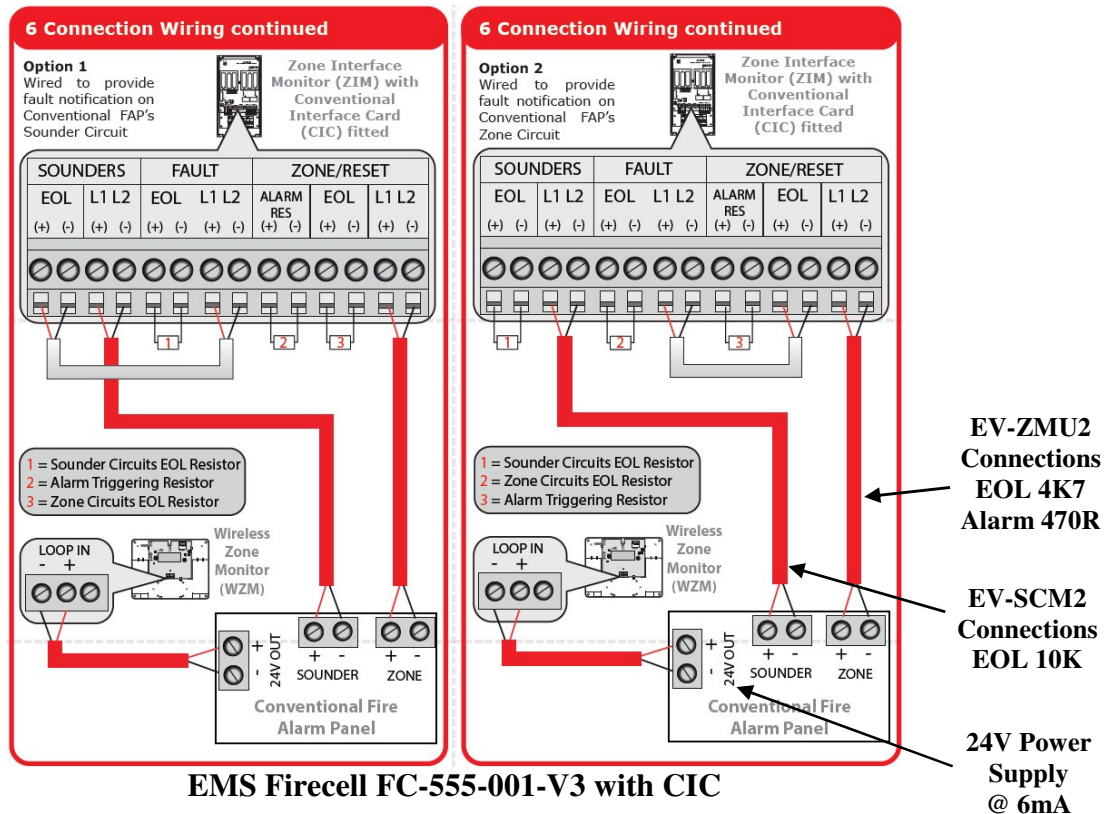 6 Connection Wiring continued
Option 1
Wired to provide
fault notification on
Conventional FAP's
Sounder Circuit
Zone Interface
Monitor (ZIM) with
Conventional
Interface Card
(CIC) fitted
SOUNDERS FAULT ZONE/RESET
EOL L1 L2 EOL L1 L2 ALARM RES EOL L1 L2
(+) (-) (+) (-) (+) (-) (+) (-) (+) (-) (+) (-) (+) (-)
1 2 3
1 = Sounder Circuits EOL Resistor
2 = Alarm Triggering Resistor
3 = Zone Circuits EOL Resistor
LOOP IN
- +
Wireless
Zone
Monitor
(WZM)
+
-
24V OUT
+ - + -
SOUNDER ZONE
Conventional Fire
Alarm Panel
6 Connection Wiring continued
Option 2
Wired to provide
fault notification on
Conventional FAP's
Zone Circuit
Zone Interface
Monitor (ZIM) with
Conventional
Interface Card
(CIC) fitted
SOUNDERS FAULT ZONE/RESET
EOL L1 L2 EOL L1 L2 ALARM RES EOL L1 L2
(+) (-) (+) (-) (+) (-) (+) (-) (+) (-) (+) (-) (+) (-)
1 2 3
1 = Sounder Circuits EOL Resistor
2 = Zone Circuits EOL Resistor
3 = Alarm Triggering Resistor
LOOP IN
- +
Wireless
Zone
Monitor
(WZM)
+
-
24V OUT
+ - + -
SOUNDER ZONE
Conventional Fire
Alarm Panel
EV-ZMU2
Connections
EOL 4K7
Alarm 470R
EV-SCM2
Connections
EOL 10K
24V Power
Supply
@ 6mA
EMS Firecell FC-555-001-V3 with CIC